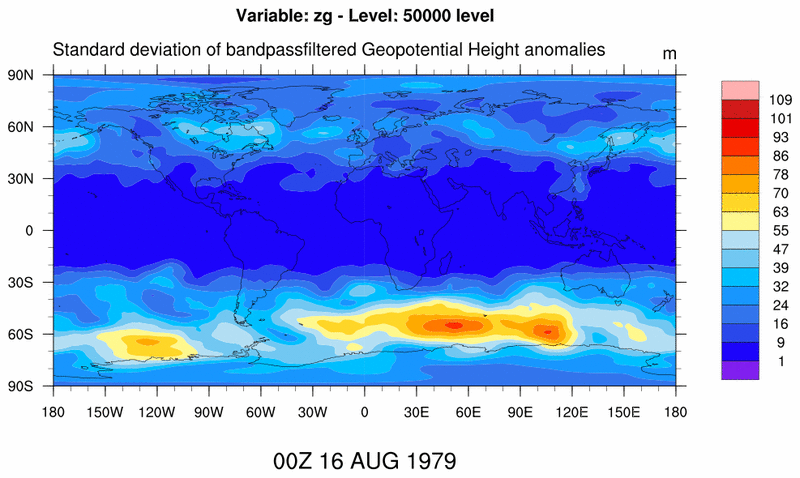 Variable: zg - Level: 50000 level
Standard deviation of bandpassfiltered Geopotential Height anomalies
m
90N
60N
30N
0
30S
60S
90S
180 150W 120W 90W 60W 30W 0 30E 60E 90E 120E 150E 180
109
101
93
86
78
70
63
55
47
39
32
24
16
9
1
00Z 16 AUG 1979